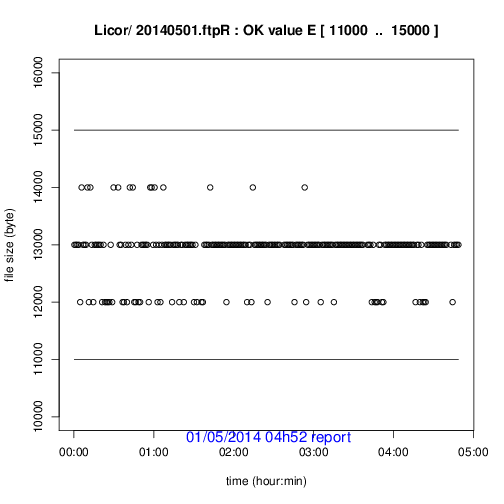 Licor/ 20140501.ftpR : OK value E [ 11000 .. 15000 ]
file size (byte)
16000
15000
14000
13000
12000
11000
10000
01/05/2014 04h52 report
00:00 01:00 02:00 03:00 04:00 05:00
time (hour:min)